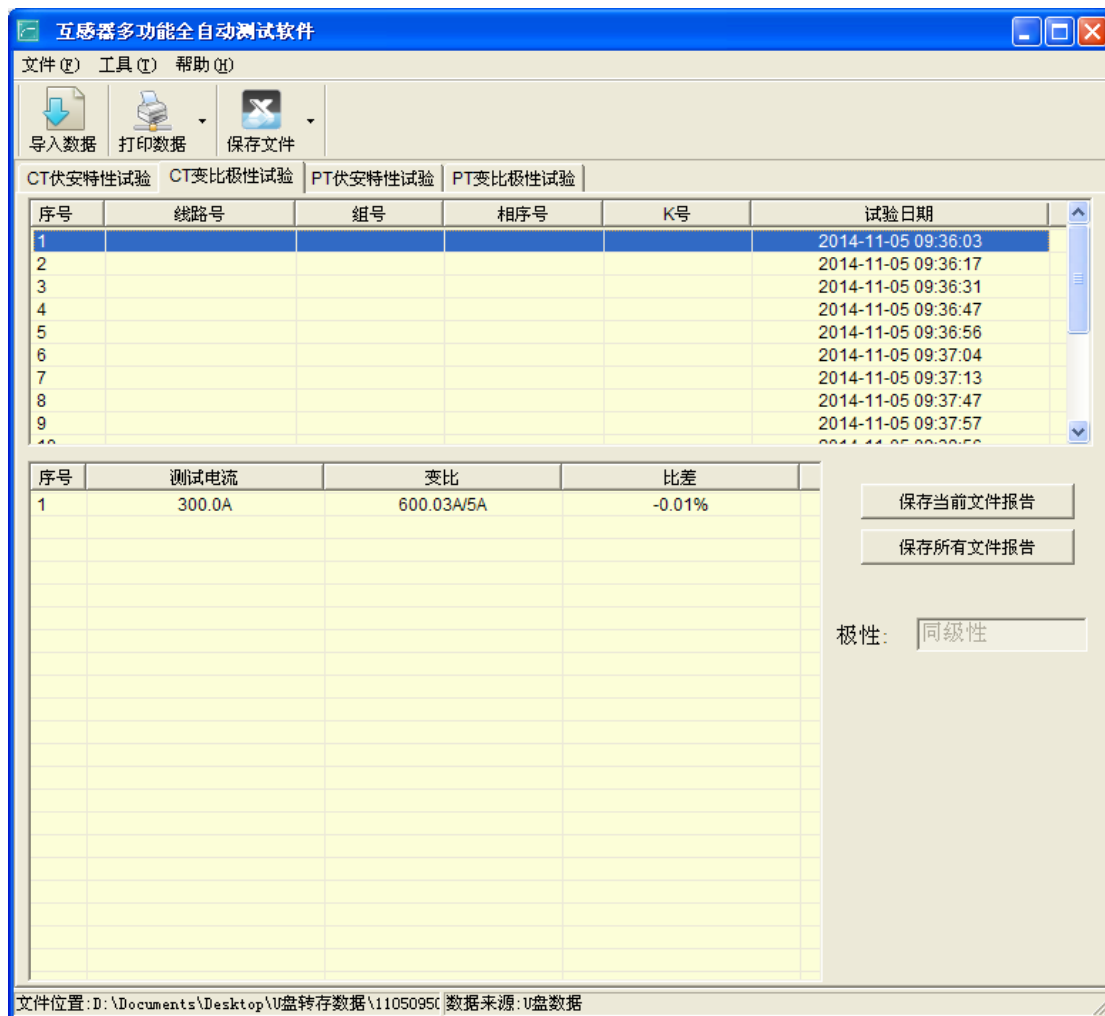 互感器多功能全自动测试软件
文件(F) 工具(T) 帮助(H)
导入数据 打印数据 保存文件
CT伏安特性试验 CT变比极性试验 PT伏安特性试验 PT变比极性试验
序号 线路号 组号 相序号 K号 试验日期
1 2014-11-05 09:36:03
2 2014-11-05 09:36:17
3 2014-11-05 09:36:31
4 2014-11-05 09:36:47
5 2014-11-05 09:36:56
6 2014-11-05 09:37:04
7 2014-11-05 09:37:13
8 2014-11-05 09:37:47
9 2014-11-05 09:37:57
序号 测试电流 变比 比差
1 300.0A 600.03A/5A -0.01%
保存当前文件报告
保存所有文件报告
极性: 同级性
文件位置:D:\Documents\Desktop\U盘转存数据\1105095 数据来源:U盘数据